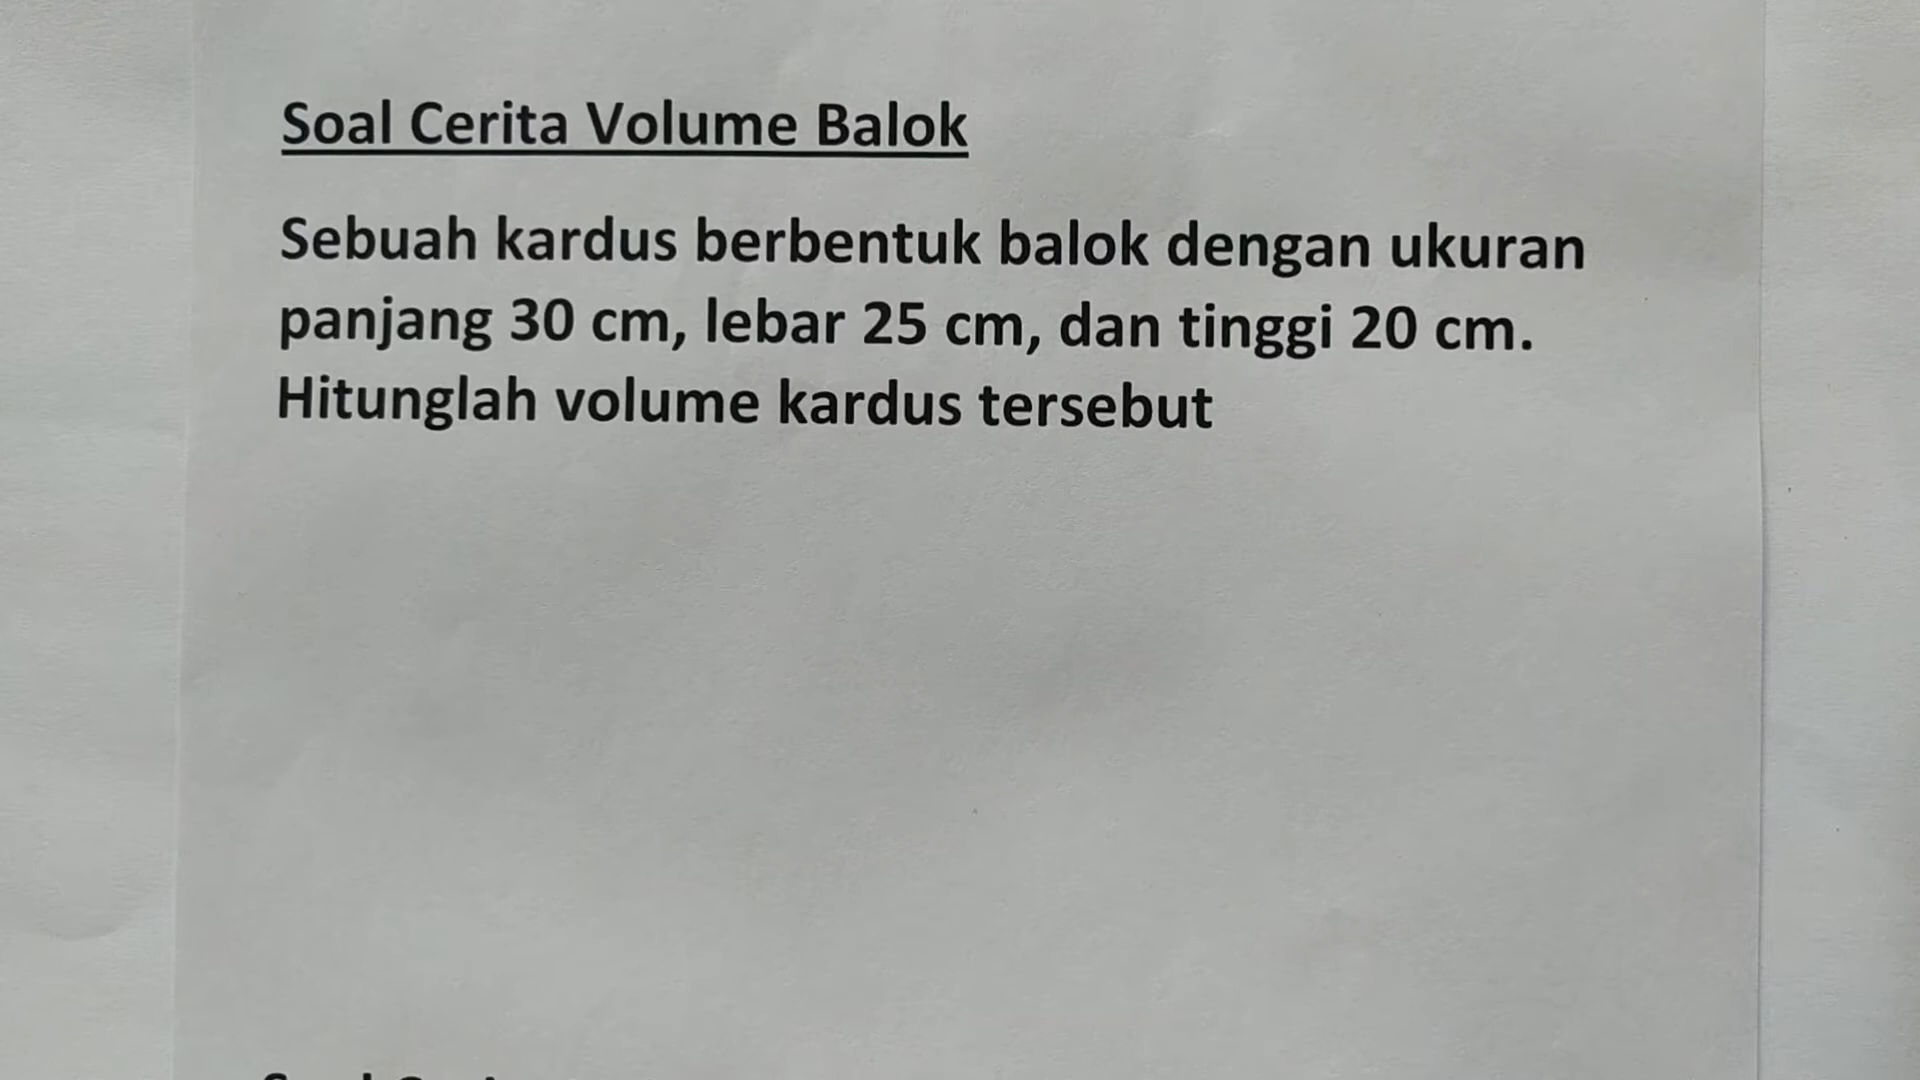 Soal Cerita Volume Balok
Sebuah kardus berbentuk balok dengan ukuran
panjang 30 cm, lebar 25 cm, dan tinggi 20 cm.
Hitunglah volume kardus tersebut